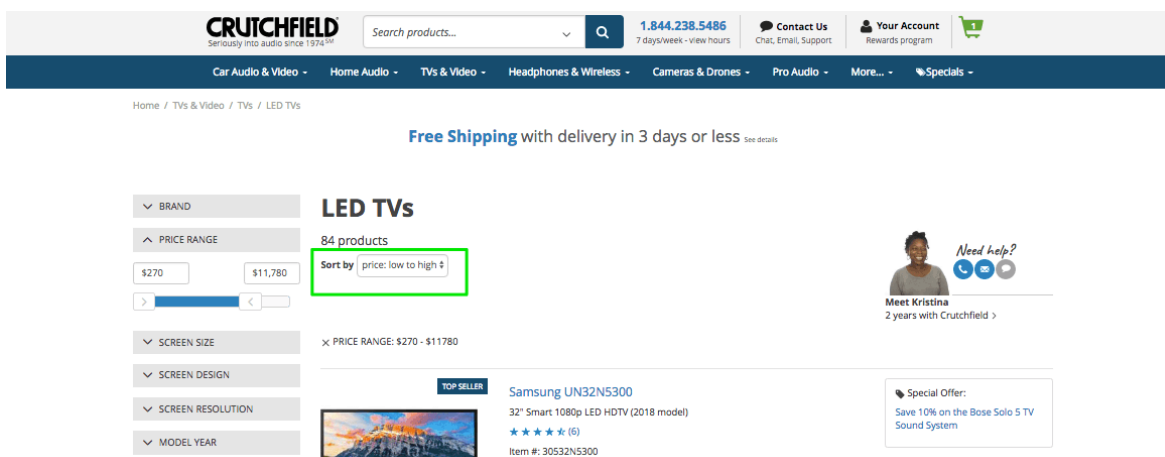 CRUTCHFIELD
Seriously into audio since 1974 SM
Search products...
1.844.238.5486
7 days/week - view hours
Contact Us
Chat, Email, Support
Your Account
Rewards program
1
Car Audio & Video
Home Audio
TVs & Video
Headphones & Wireless
Cameras & Drones
Pro Audio
More...
Specials
Home / TVs & Video / TVs / LED TVs
Free Shipping with delivery in 3 days or less See details
BRAND
PRICE RANGE
$270
$11,780
SCREEN SIZE
SCREEN DESIGN
SCREEN RESOLUTION
MODEL YEAR
LED TVs
84 products
Sort by price: low to high
Need help?
Meet Kristina
2 years with Crutchfield >
× PRICE RANGE: $270 - $11780
TOP SELLER
Samsung UN32N5300
32" Smart 1080p LED HDTV (2018 model)
(6)
Item #: 30532N5300
Special Offer:
Save 10% on the Bose Solo 5 TV
Sound System